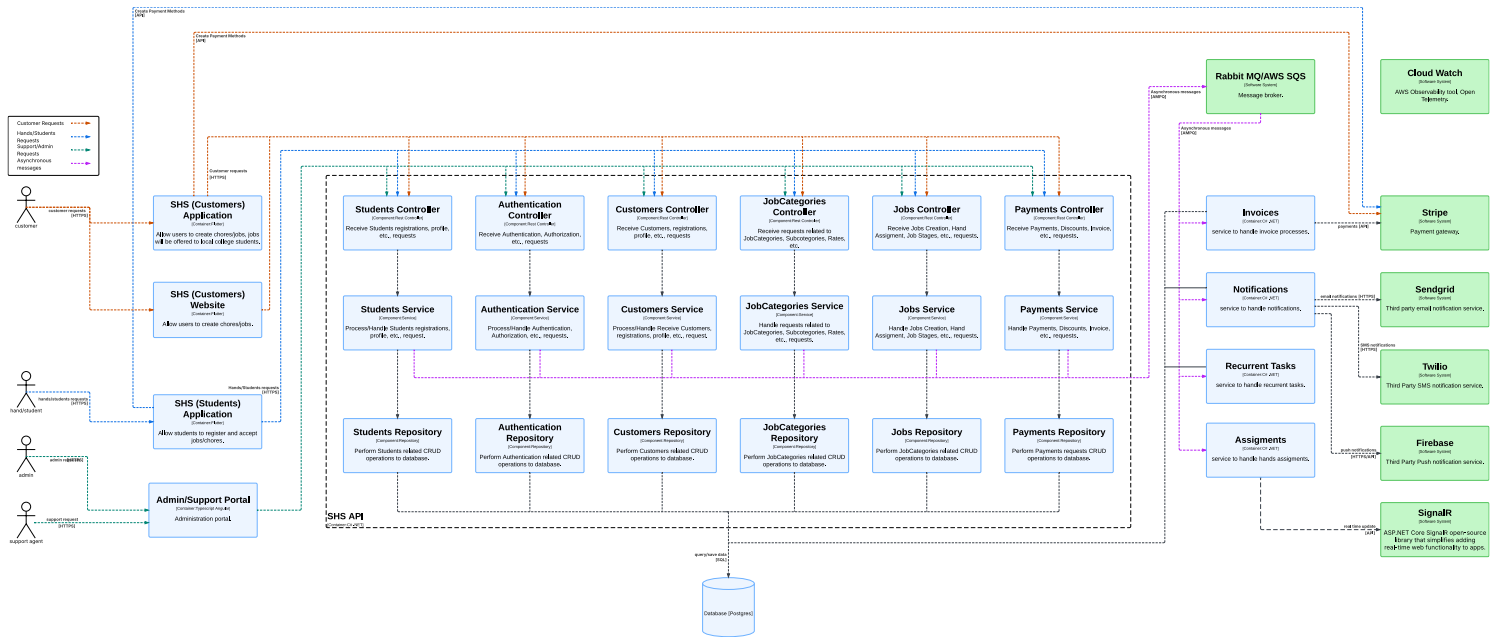 Create Payment Methods
[API]
Create Payment Methods
[API]
Customer Requests
Hands/Students
Requests
Support/Admin
Requests
Asynchronous
messages
customer
customer requests
[HTTPS]
hand/student
hands/students requests
[HTTPS]
admin
[HTTPS]
support agent
support request
[HTTPS]
SHS (Customers)
Application
[Container:Flutter]
Allow users to create chores/jobs, jobs
will be offered to local college students.
SHS (Customers)
Website
[Container:Flutter]
Allow users to create chores/jobs.
SHS (Students)
Application
[Container:Flutter]
Allow students to register and accept
jobs/chores.
Admin/Support Portal
[Container:Typescript Angular]
Administration portal.
Customer requests
[HTTPS]
Hands/Students requests
[HTTPS]
Students Controller
[Component:Rest Controller]
Receive Students registrations, profile,
etc., requests
Authentication
Controller
[Component:Rest Controller]
Receive Authentication, Authorization,
etc., requests
Customers Controller
[Component:Rest Controller]
Receive Customers, registrations,
profile, etc., requests
JobCategories
Controller
[Component:Rest Controller]
Receive requests related to
JobCategories, Subcotegories, Rates,
etc.
Jobs Controller
[Component:Rest Controller]
Receive Jobs Creation, Hand
Assigment, Job Stages, etc., requests
Payments Controller
[Component:Rest Controller]
Receive Payments, Discounts, Invoice,
etc., requests
Students Service
[Component:Service]
Process/Handle Students registrations,
profile, etc., request.
Authentication Service
[Component:Service]
Process/Handle Authentication,
Authorization, etc., requests.
Customers Service
[Component:Service]
Process/Handle Receive Customers,
registrations, profile, etc., request.
JobCategories Service
[Component:Service]
Handle requests related to
JobCategories, Subcategories, Rates,
etc., requests.
Jobs Service
[Component:Service]
Handle Jobs Creation, Hand
Assigment, Job Stages, etc., requests.
Payments Service
[Component:Service]
Handle Payments, Discounts, Invoice,
etc., requests.
Students Repository
[Component:Repository]
Perform Students related CRUD
operations to database.
Authentication
Repository
[Component:Repository]
Perform Authentication related CRUD
operations to database.
Customers Repository
[Component:Repository]
Perform Customers related CRUD
operations to database.
JobCategories
Repository
[Component:Repository]
Perform JobCategories related CRUD
operations to database.
Jobs Repository
[Component:Repository]
Perform JobCategories related CRUD
operations to database.
Payments Repository
[Component:Repository]
Perform Payments requests CRUD
operations to database.
SHS API
[Container:C# .NET]
query/save data
[SQL]
Database [Postgres]
Asynchronous messages
[AMPQ]
Rabbit MQ/AWS SQS
[Software System]
Message broker.
Asynchronous messages
[AMPQ]
Cloud Watch
[Software System]
AWS Observability tool, Open
Telemetry.
Invoices
[Container:C# .NET]
service to handle invoice processes.
payments [API]
Stripe
[Software System]
Payment gateway.
Notifications
[Container:C# .NET]
service to handle notifications.
email notifications [HTTPS]
Sendgrid
[Software System]
Third party email notification service.
SMS notifications
[HTTPS]
Recurrent Tasks
[Container:C# .NET]
service to handle recurrent tasks.
Twilio
[Software System]
Third Party SMS notification service.
Assigments
[Container:C# .NET]
service to handle hands assigments.
push notifications
[HTTPS/API]
Firebase
[Software System]
Third Party Push notification service.
real time update
[API]
SignalR
[Software System]
ASP.NET Core SignalR open-source
library that simplifies adding
real-time web functionality to apps.